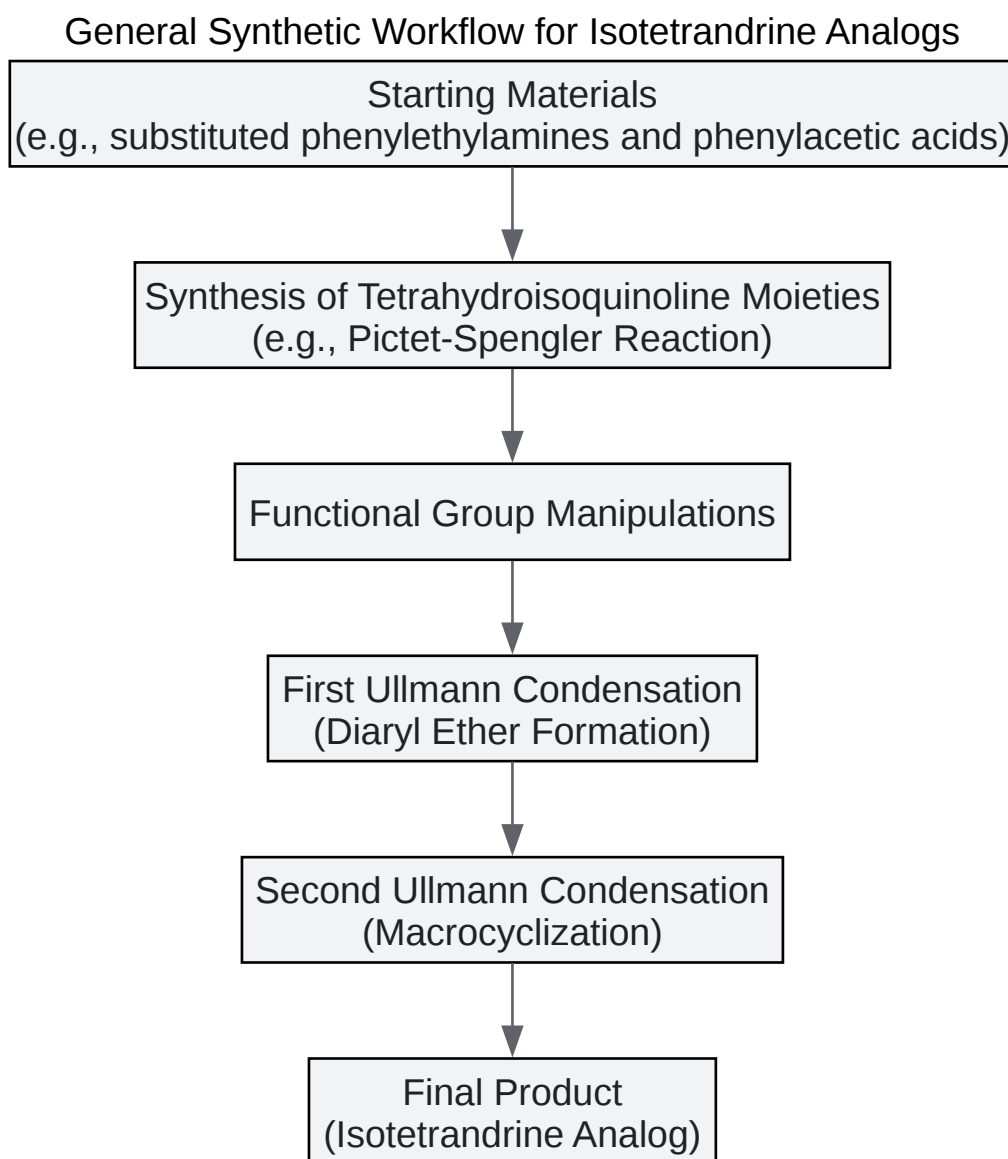 General Synthetic Workflow for Isotetrandrine Analogs
Starting Materials
(e.g., substituted phenylethylamines and phenylacetic acids)
Synthesis of Tetrahydroisoquinoline Moieties
(e.g., Pictet-Spengler Reaction)
Functional Group Manipulations
First Ullmann Condensation
(Diaryl Ether Formation)
Second Ullmann Condensation
(Macrocyclization)
Final Product
(Isotetrandrine Analog)